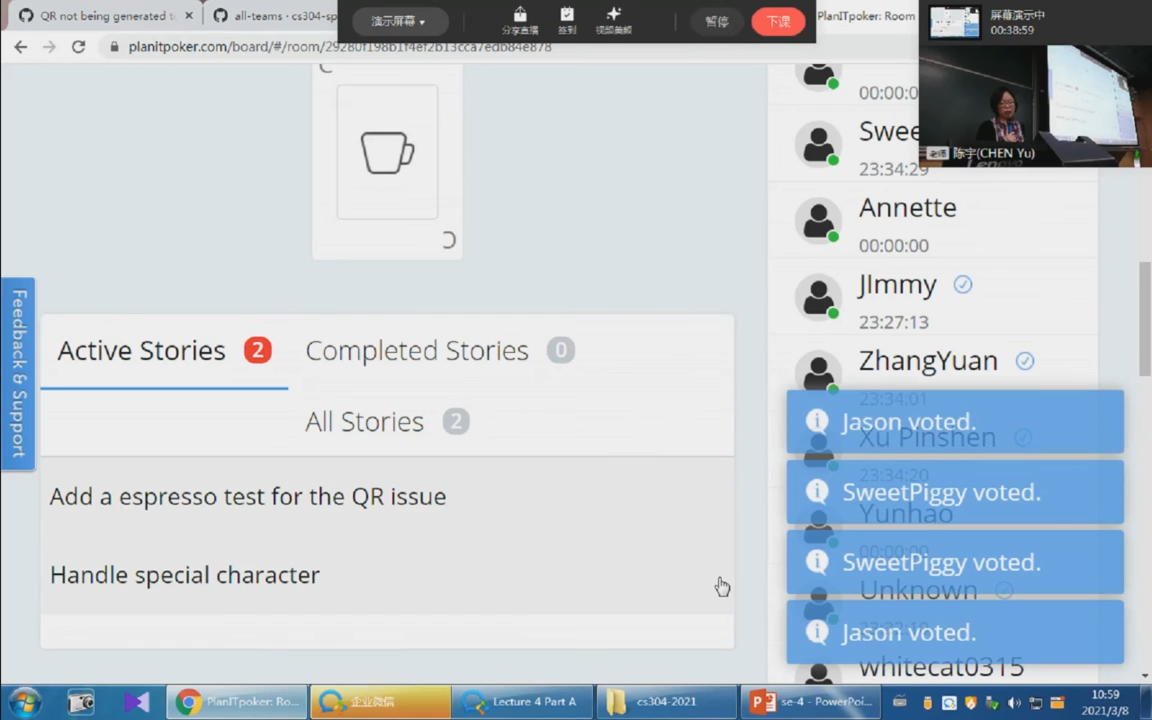 QR not being generated t
all-teams · cs304-sp
演示屏幕
分享直播
签到
视频美颜
暂停
下课
PlanITpoker: Room
屏幕演示中
00:38:59
planitpoker.com/board/#/room/29280f198b1f4ef2b13cca7edb84e878
老师 陈宇(CHEN Yu)
Lenovo
00:00:0
Swee
23:34:29
Annette
00:00:00
JImmy
23:27:13
ZhangYuan
23:34:01
Jason voted.
Xu Pinshen
23:34:20
SweetPiggy voted.
Yunhao
00:00:00
SweetPiggy voted.
Unknown
Jason voted.
whitecat0315
Feedback & Support
Active Stories 2
Completed Stories 0
All Stories 2
Add a espresso test for the QR issue
Handle special character
PlanITpoker: Ro...
企业微信
Lecture 4 Part A
cs304-2021
se-4 - PowerPoi...
10:59
2021/3/8